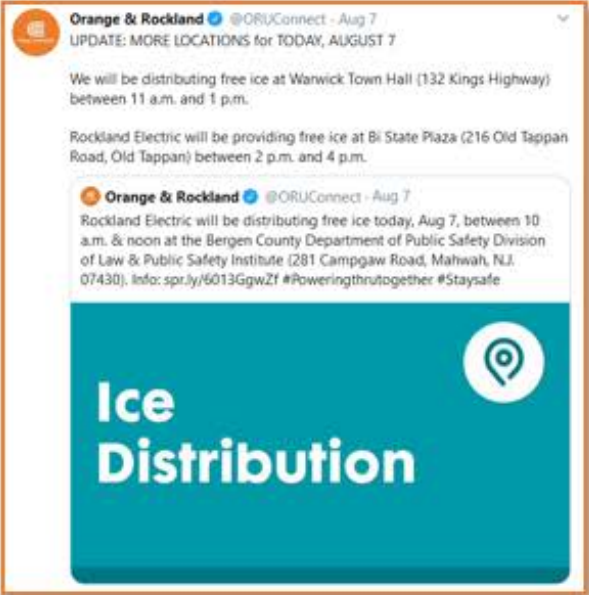 Orange & Rockland @ORUConnect · Aug 7
UPDATE: MORE LOCATIONS for TODAY, AUGUST 7
We will be distributing free ice at Warwick Town Hall (132 Kings Highway)
between 11 a.m. and 1 p.m.
Rockland Electric will be providing free ice at Bi State Plaza (216 Old Tappan
Road, Old Tappan) between 2 p.m. and 4 p.m.
Orange & Rockland @ORUConnect · Aug 7
Rockland Electric will be distributing free ice today, Aug 7, between 10
a.m. & noon at the Bergen County Department of Public Safety Division
of Law & Public Safety Institute (281 Campgaw Road, Mahwah, N.J.
07430). Info: spr.ly/6013GgwZf #Poweringthrutogether #Staysafe
Ice
Distribution